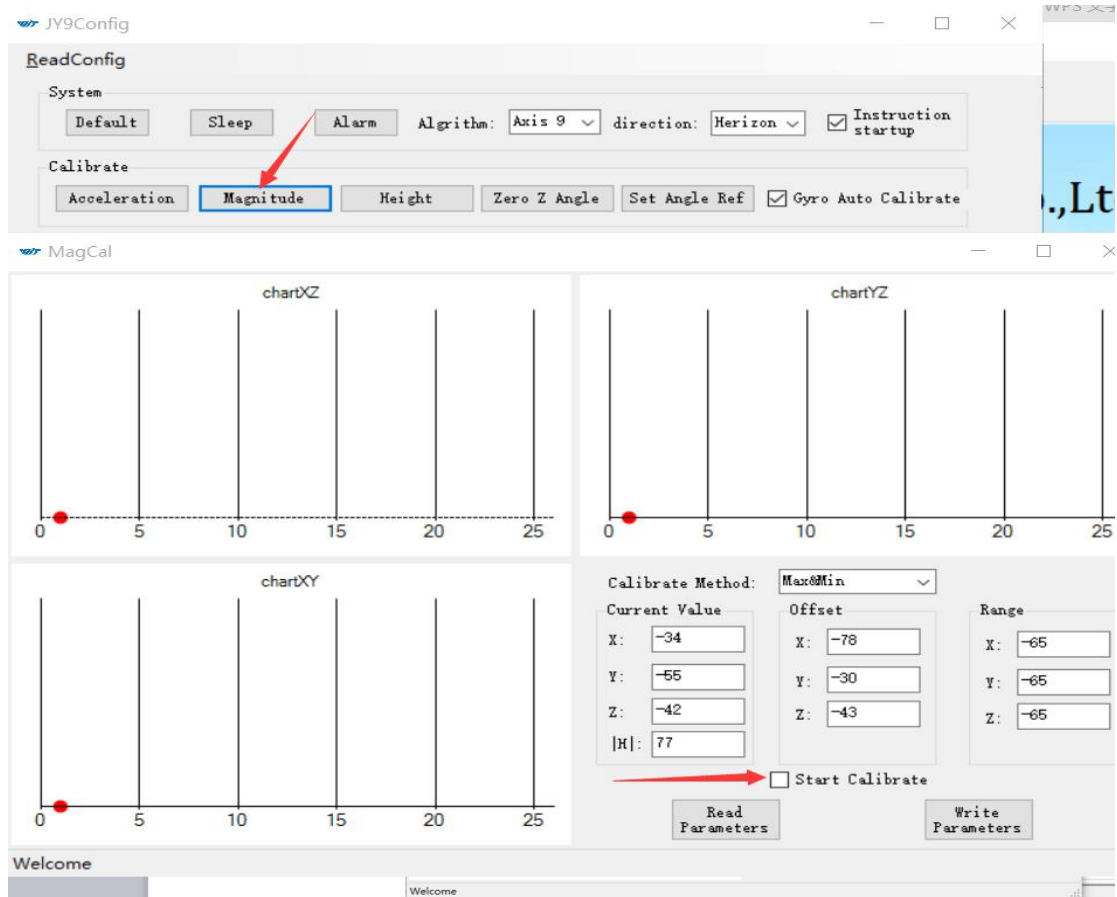 JY9Config
ReadConfig
System
Default Sleep Alarm Algrithm: Axis 9 direction: Herizon Instruction startup
Calibrate
Acceleration Magnitude Height Zero Z Angle Set Angle Ref Gyro Auto Calibrate
.,Lt
MagCal
chartXZ
0 5 10 15 20 25
chartYZ
0 5 10 15 20 25
chartXY
0 5 10 15 20 25
Calibrate Method: Max&Min
Current Value
X: -34
Y: -55
Z: -42
|H|: 77
Offset
X: -78
Y: -30
Z: -43
Range
X: -65
Y: -65
Z: -65
Start Calibrate
Read Parameters
Write Parameters
Welcome
Welcome